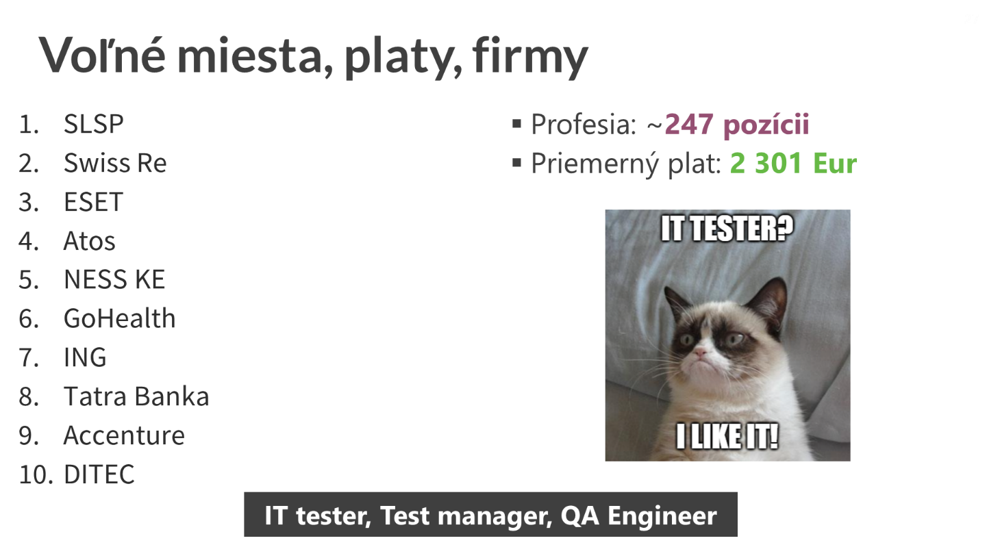 Voľné miesta, platy, firmy
1. SLSP
2. Swiss Re
3. ESET
4. Atos
5. NESS KE
6. GoHealth
7. ING
8. Tatra Banka
9. Accenture
10. DITEC
▪ Profesia: ~247 pozícii
▪ Priemerný plat: 2 301 Eur
IT TESTER?
I LIKE IT!
IT tester, Test manager, QA Engineer